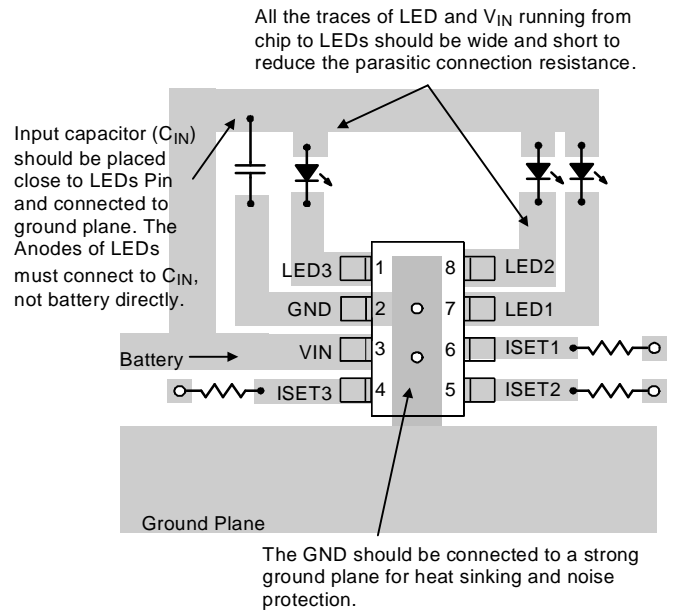 All the traces of LED and VIN running from
chip to LEDs should be wide and short to
reduce the parasitic connection resistance.
Input capacitor (CIN)
should be placed
close to LEDs Pin
and connected to
ground plane. The
Anodes of LEDs
must connect to CIN,
not battery directly.
LED3 1 8 LED2
GND 2 7 LED1
VIN 3 6 ISET1
Battery
ISET3 4 5 ISET2
Ground Plane
The GND should be connected to a strong
ground plane for heat sinking and noise
protection.